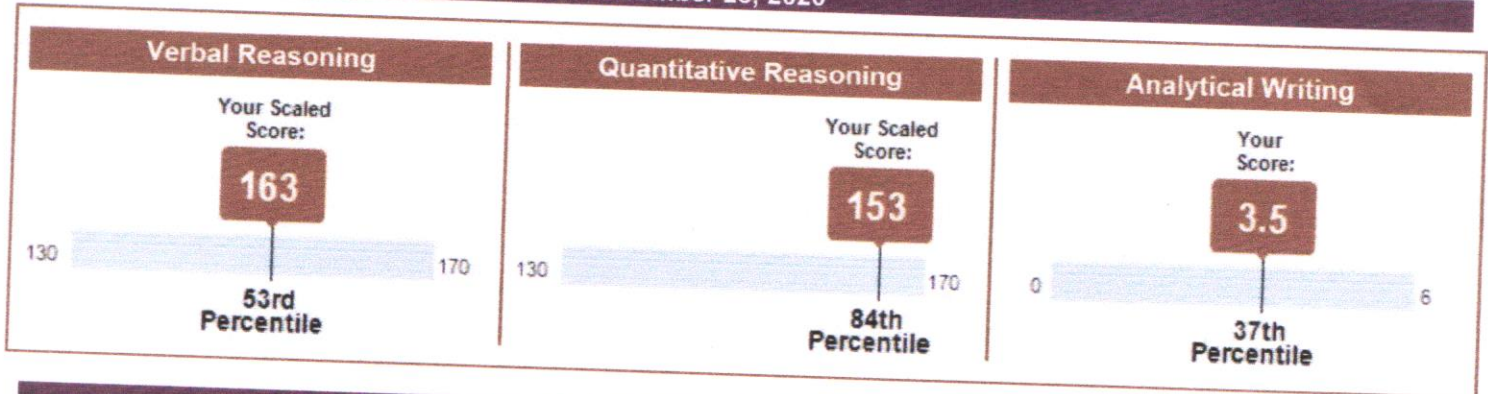 Verbal Reasoning
Your Scaled
Score:
163
130
170
53rd
Percentile
Quantitative Reasoning
Your Scaled
Score:
153
130
170
84th
Percentile
Analytical Writing
Your
Score:
3.5
0
6
37th
Percentile